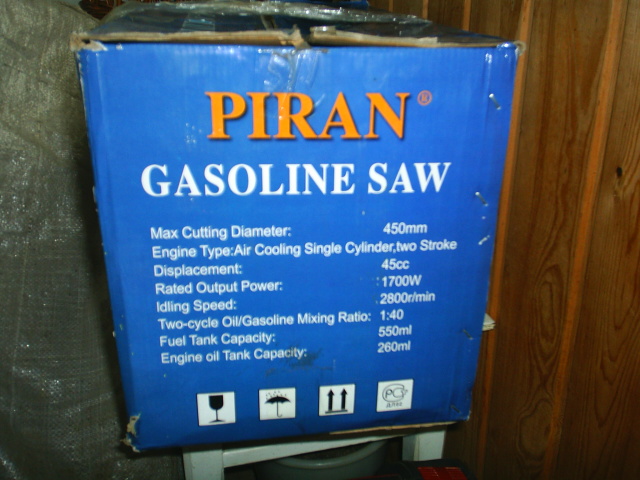 PIRAN®
GASOLINE SAW
Max Cutting Diameter: 450mm
Engine Type:Air Cooling Single Cylinder,two Stroke
Displacement: 45cc
Rated Output Power: 1700W
Idling Speed: 2800r/min
Two-cycle Oil/Gasoline Mixing Ratio: 1:40
Fuel Tank Capacity: 550ml
Engine oil Tank Capacity: 260ml